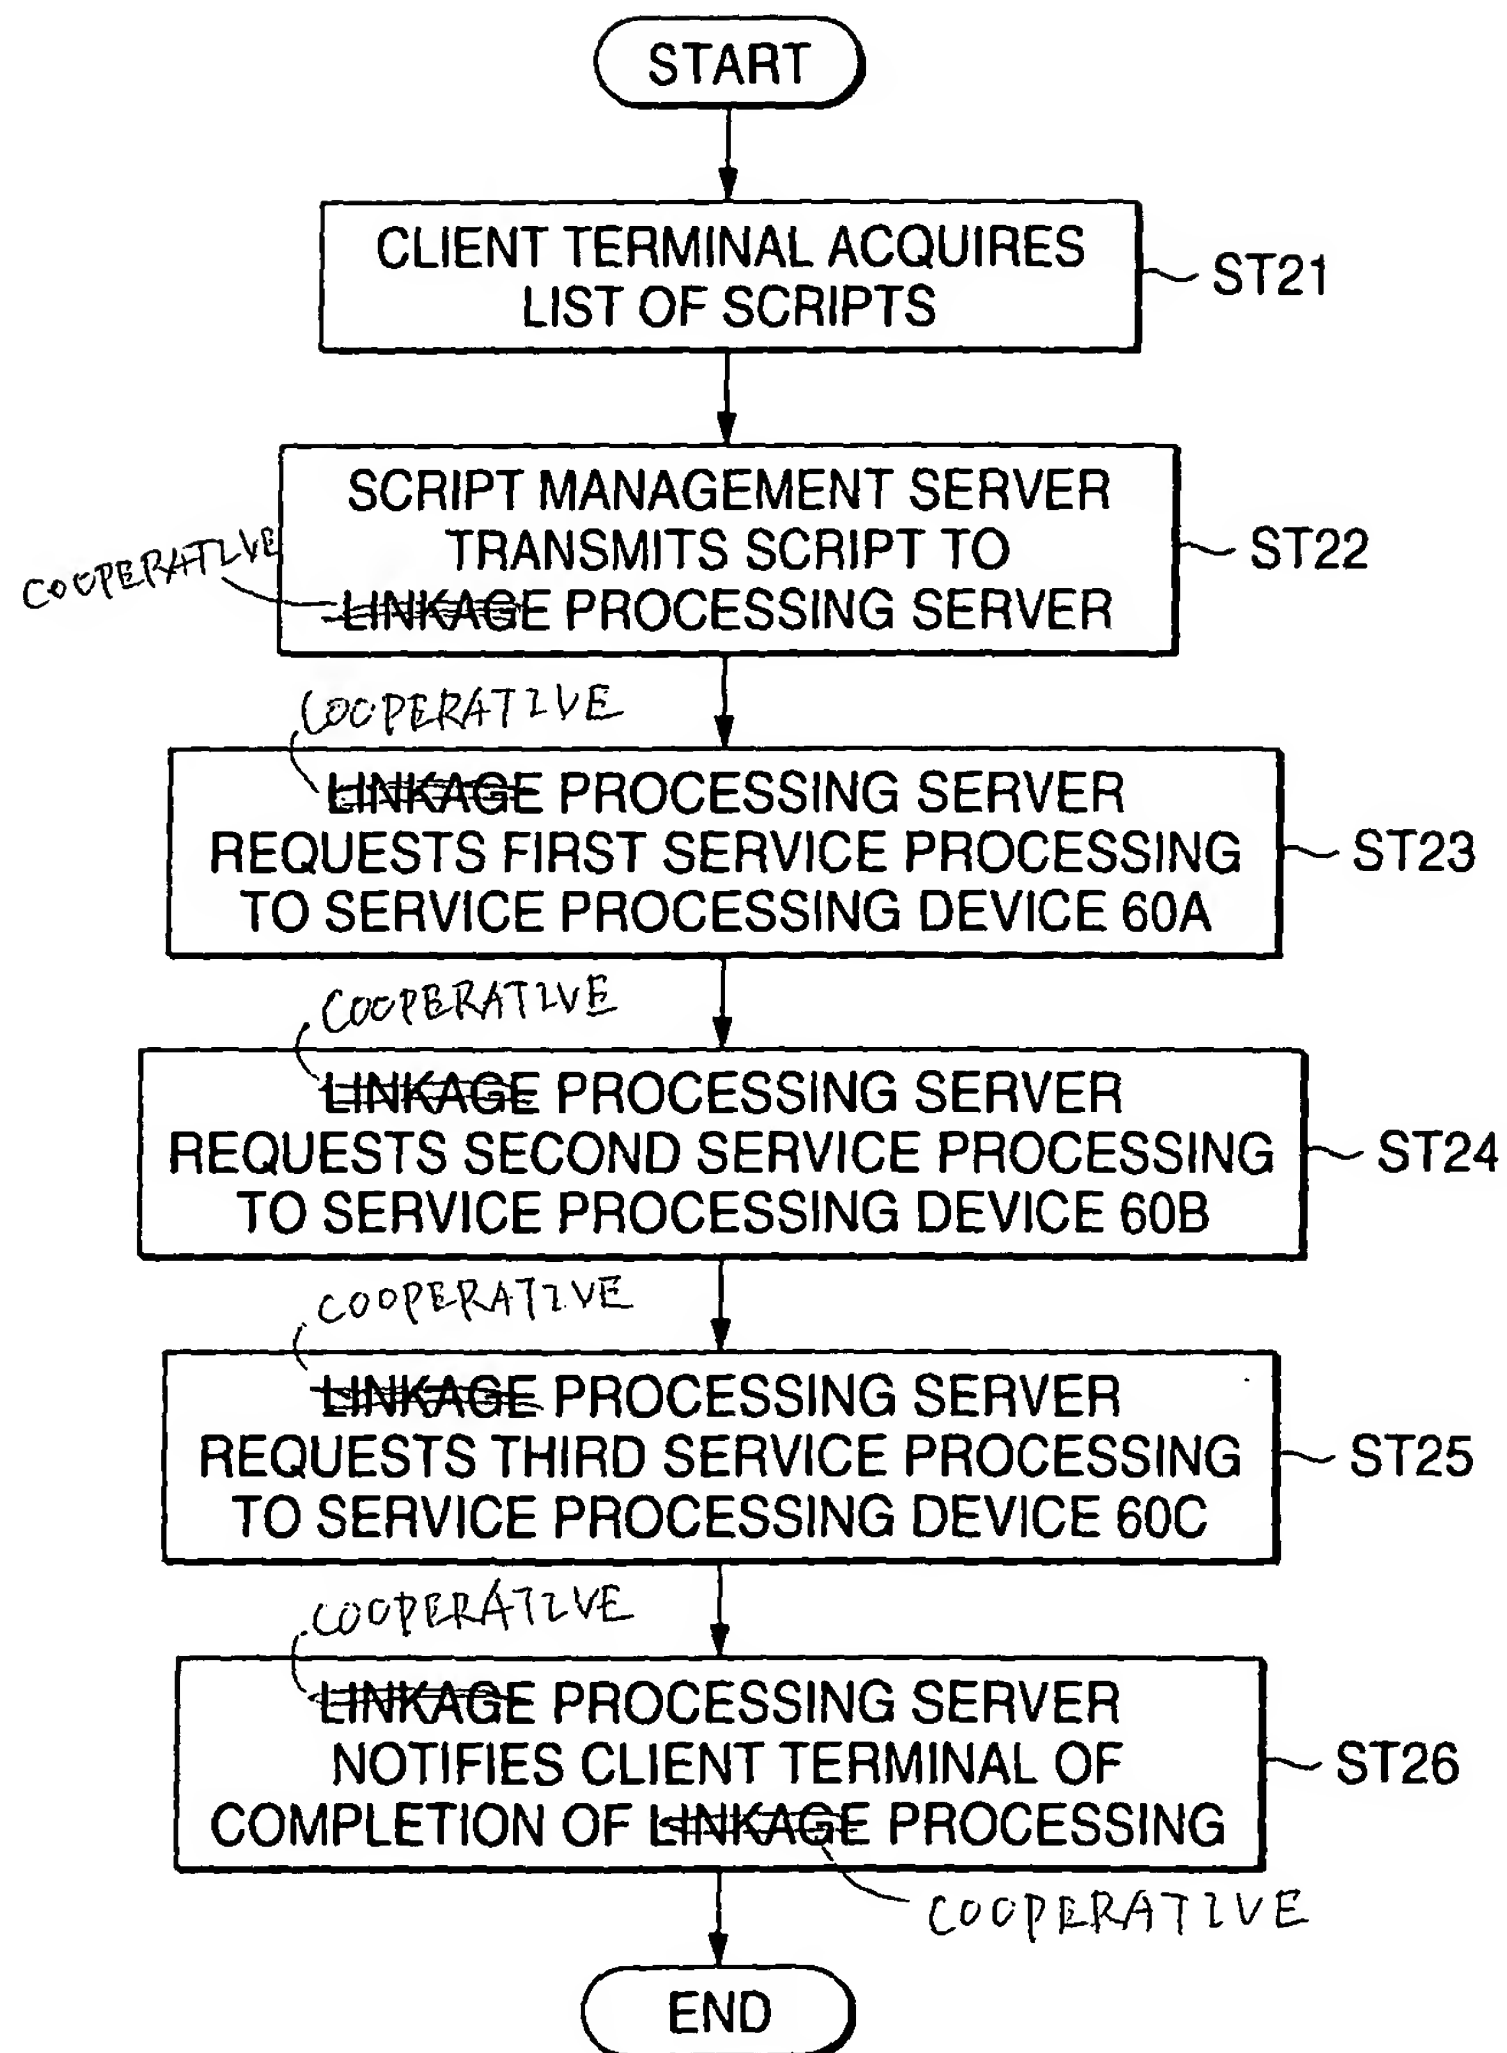 START
CLIENT TERMINAL ACQUIRES
LIST OF SCRIPTS
ST21
SCRIPT MANAGEMENT SERVER
TRANSMITS SCRIPT TO
LINKAGE PROCESSING SERVER
ST22
COOPERATIVE
COOPERATIVE
LINKAGE PROCESSING SERVER
REQUESTS FIRST SERVICE PROCESSING
TO SERVICE PROCESSING DEVICE 60A
ST23
COOPERATIVE
LINKAGE PROCESSING SERVER
REQUESTS SECOND SERVICE PROCESSING
TO SERVICE PROCESSING DEVICE 60B
ST24
COOPERATIVE
LINKAGE PROCESSING SERVER
REQUESTS THIRD SERVICE PROCESSING
TO SERVICE PROCESSING DEVICE 60C
ST25
COOPERATIVE
LINKAGE PROCESSING SERVER
NOTIFIES CLIENT TERMINAL OF
COMPLETION OF LINKAGE PROCESSING
ST26
COOPERATIVE
END